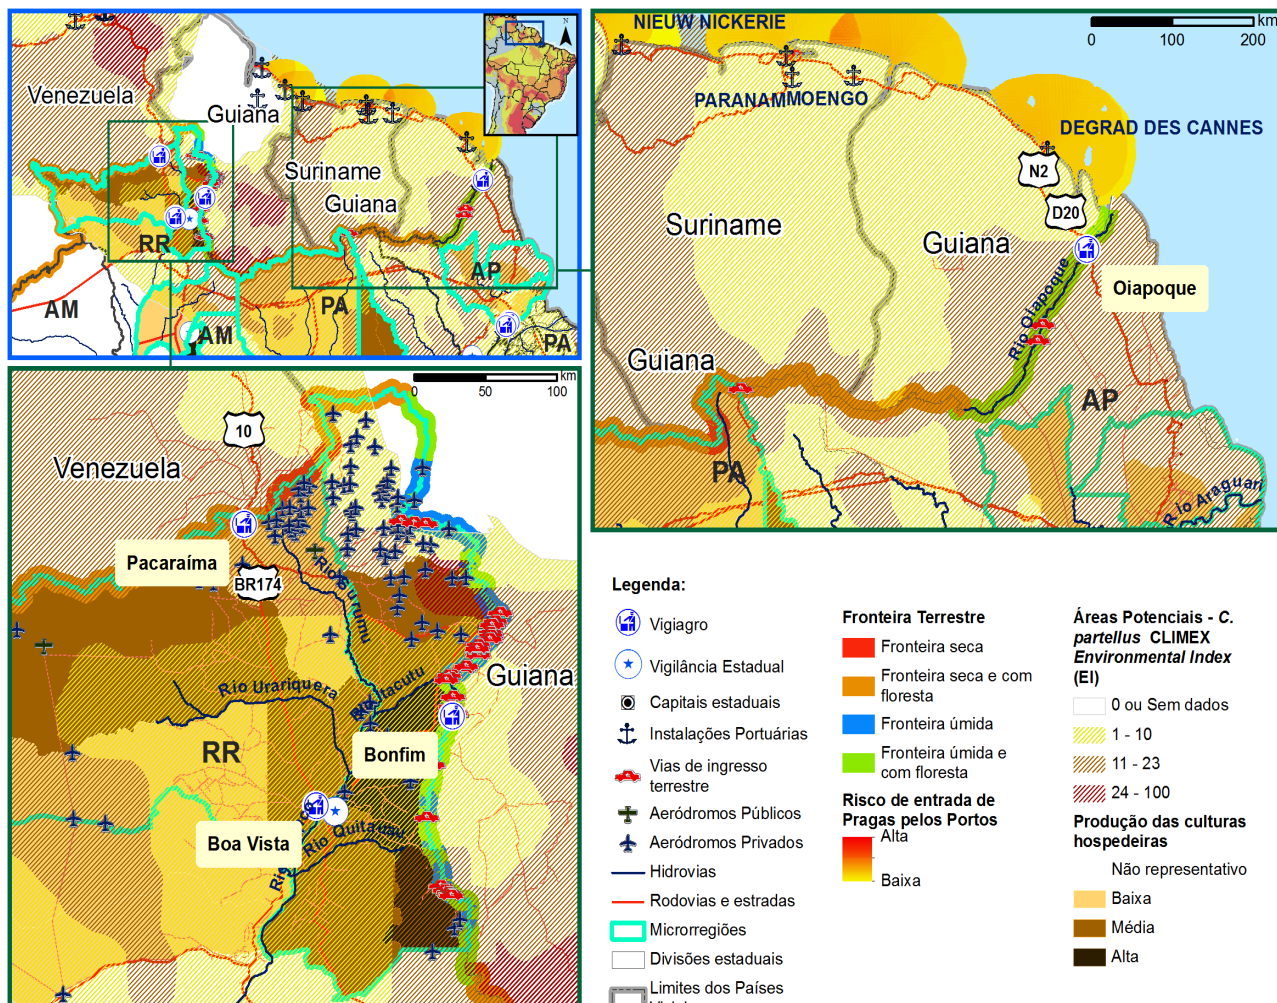 Venezuela
Guiana
Suriname
Guiana
RR
AM
AM
PA
AP
PA
N
NIEUW NICKERIE
km
0 100 200
PARANAM
MOENGO
DEGRAD DES CANNES
N2
D20
Suriname
Guiana
Oiapoque
Rio Oiapoque
Guiana
AP
PA
Rio Araguari
km
0 50 100
10
Venezuela
Pacaraíma
BR174
Rio Surumu
Rio Urariquera
Rio Tacutu
Guiana
RR
Bonfim
Boa Vista
Rio Quitauau
Legenda:
Vigiagro
Vigilância Estadual
Capitais estaduais
Instalações Portuárias
Vias de ingresso
terrestre
Aeródromos Públicos
Aeródromos Privados
Hidrovias
Rodovias e estradas
Microrregiões
Divisões estaduais
Limites dos Países
Fronteira Terrestre
Fronteira seca
Fronteira seca e com
floresta
Fronteira úmida
Fronteira úmida e
com floresta
Risco de entrada de
Pragas pelos Portos
Alta
Baixa
Áreas Potenciais - C.
partellus CLIMEX
Environmental Index
(EI)
0 ou Sem dados
1 - 10
11 - 23
24 - 100
Produção das culturas
hospedeiras
Não representativo
Baixa
Média
Alta